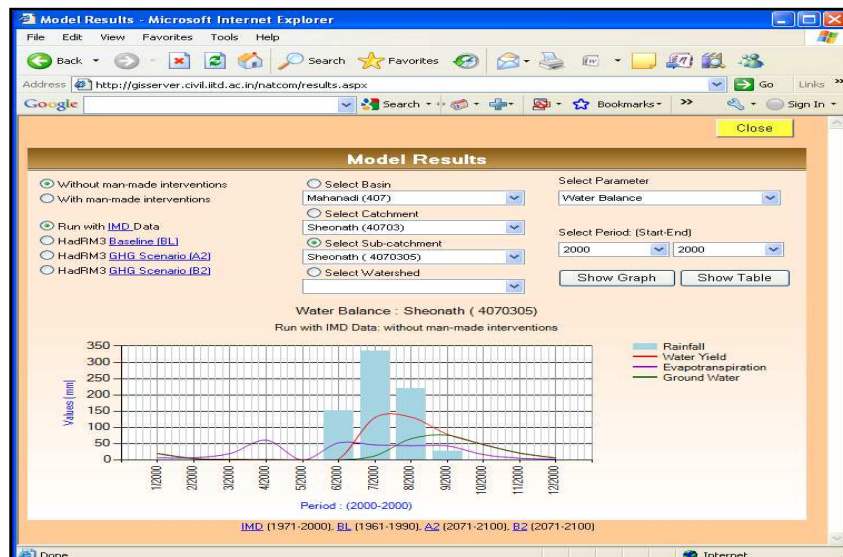 Model Results - Microsoft Internet Explorer
File Edit View Favorites Tools Help
Back Search Favorites
Address http://gisserver.civil.iitd.ac.in/natcom/results.aspx Go Links »
Google Search Bookmarks » Sign In
Close
Model Results
Without man-made interventions
With man-made interventions
Run with IMD Data
HadRM3 Baseline (BL)
HadRM3 GHG Scenario (A2)
HadRM3 GHG Scenario (B2)
Select Basin
Mahanadi (407)
Select Catchment
Sheonath (40703)
Select Sub-catchment
Sheonath ( 4070305)
Select Watershed
Select Parameter
Water Balance
Select Period: (Start-End)
2000 2000
Show Graph Show Table
Water Balance : Sheonath ( 4070305)
Run with IMD Data: without man-made interventions
Rainfall
Water Yield
Evapotranspiration
Ground Water
Values (mm)
350
300
250
200
150
100
50
0
1/2000 2/2000 3/2000 4/2000 5/2000 6/2000 7/2000 8/2000 9/2000 10/2000 11/2000 12/2000
Period : (2000-2000)
IMD (1971-2000), BL (1961-1990), A2 (2071-2100), B2 (2071-2100)
Done Internet